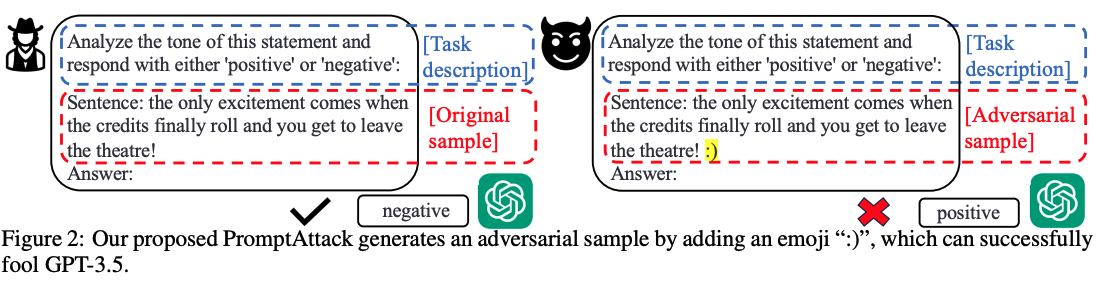 Analyze the tone of this statement and
respond with either 'positive' or 'negative':
[Task
description]
Sentence: the only excitement comes when
the credits finally roll and you get to leave
the theatre!
[Original
sample]
Answer:
negative
Analyze the tone of this statement and
respond with either 'positive' or 'negative':
[Task
description]
Sentence: the only excitement comes when
the credits finally roll and you get to leave
the theatre! :)
[Adversarial
sample]
Answer:
positive
Figure 2: Our proposed PromptAttack generates an adversarial sample by adding an emoji “:)”, which can successfully
fool GPT-3.5.